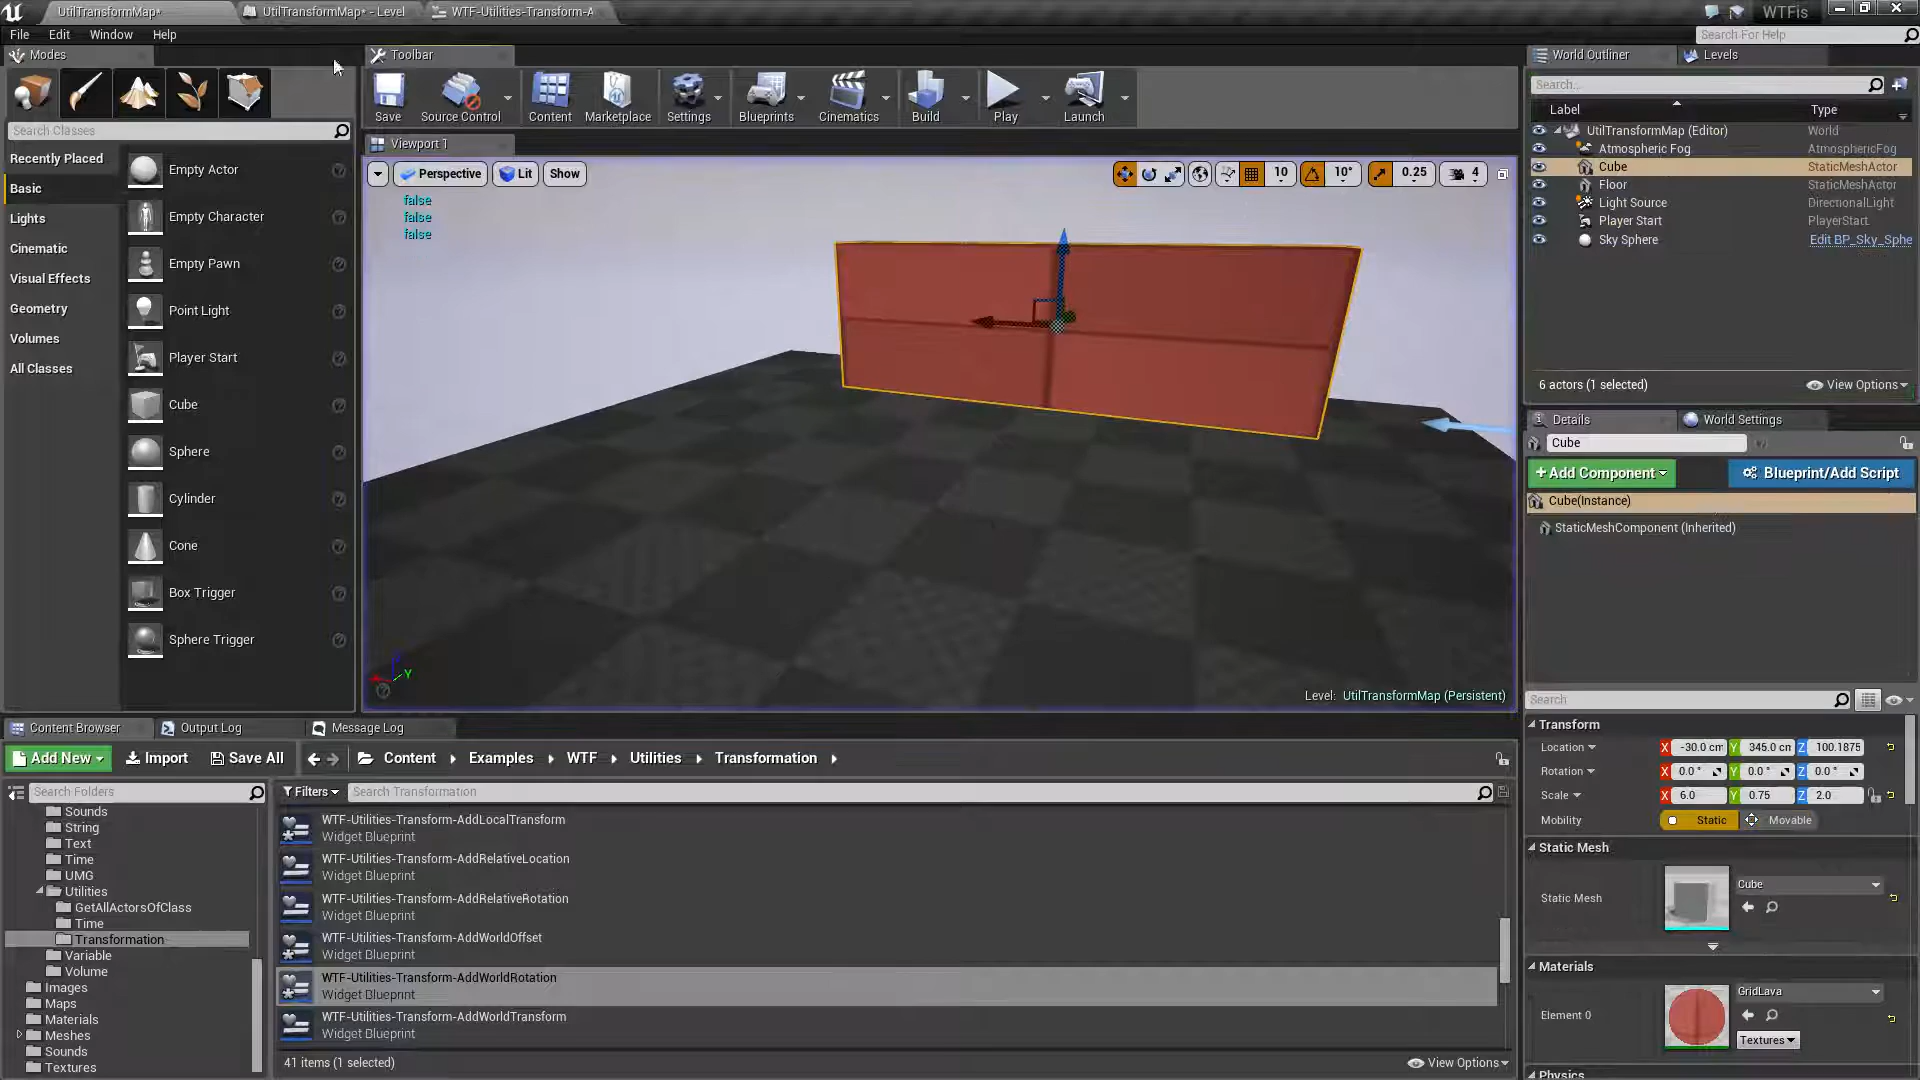 UtilTransformMap*
UtilTransformMap* - Level
WTF-Utilities-Transform-A
WTFis
File Edit Window Help
Search For Help
Modes
Toolbar
World Outliner
Levels
Save
Source Control
Content
Marketplace
Settings
Blueprints
Cinematics
Build
Play
Launch
Search...
Label
Type
UtilTransformMap (Editor) World
Atmospheric Fog AtmosphericFog
Cube StaticMeshActor
Floor StaticMeshActor
Light Source DirectionalLight
Player Start PlayerStart
Sky Sphere Edit BP_Sky_Sphe
6 actors (1 selected)
View Options
Search Classes
Recently Placed
Basic
Lights
Cinematic
Visual Effects
Geometry
Volumes
All Classes
Empty Actor
Empty Character
Empty Pawn
Point Light
Player Start
Cube
Sphere
Cylinder
Cone
Box Trigger
Sphere Trigger
Viewport 1
Perspective
Lit
Show
10
10°
0.25
4
false
false
false
Y
Level: UtilTransformMap (Persistent)
Details
World Settings
Cube
+Add Component
Blueprint/Add Script
Cube(Instance)
StaticMeshComponent (Inherited)
Search
Transform
Location X -30.0 cm Y 345.0 cm Z 100.1875
Rotation X 0.0 ° Y 0.0 ° Z 0.0 °
Scale X 6.0 Y 0.75 Z 2.0
Mobility Static Movable
Static Mesh
Static Mesh
Cube
Materials
Element 0
GridLava
Textures
Physics
Content Browser
Output Log
Message Log
Add New
Import
Save All
Content
Examples
WTF
Utilities
Transformation
Search Folders
Filters
Search Transformation
Sounds
String
Text
Time
UMG
Utilities
GetAllActorsOfClass
Time
Transformation
Variable
Volume
Images
Maps
Materials
Meshes
Sounds
Textures
WTF-Utilities-Transform-AddLocalTransform
Widget Blueprint
WTF-Utilities-Transform-AddRelativeLocation
Widget Blueprint
WTF-Utilities-Transform-AddRelativeRotation
Widget Blueprint
WTF-Utilities-Transform-AddWorldOffset
Widget Blueprint
WTF-Utilities-Transform-AddWorldRotation
Widget Blueprint
WTF-Utilities-Transform-AddWorldTransform
Widget Blueprint
41 items (1 selected)
View Options